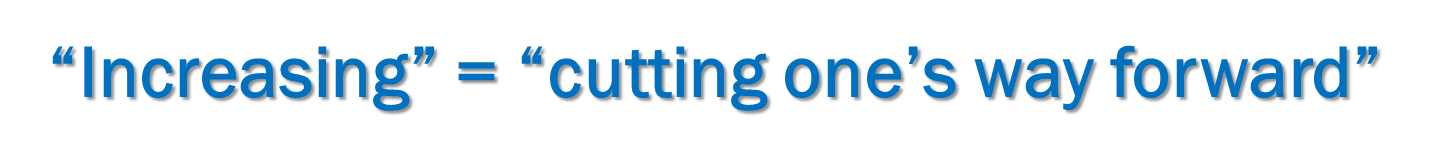 “Increasing” = “cutting one’s way forward”